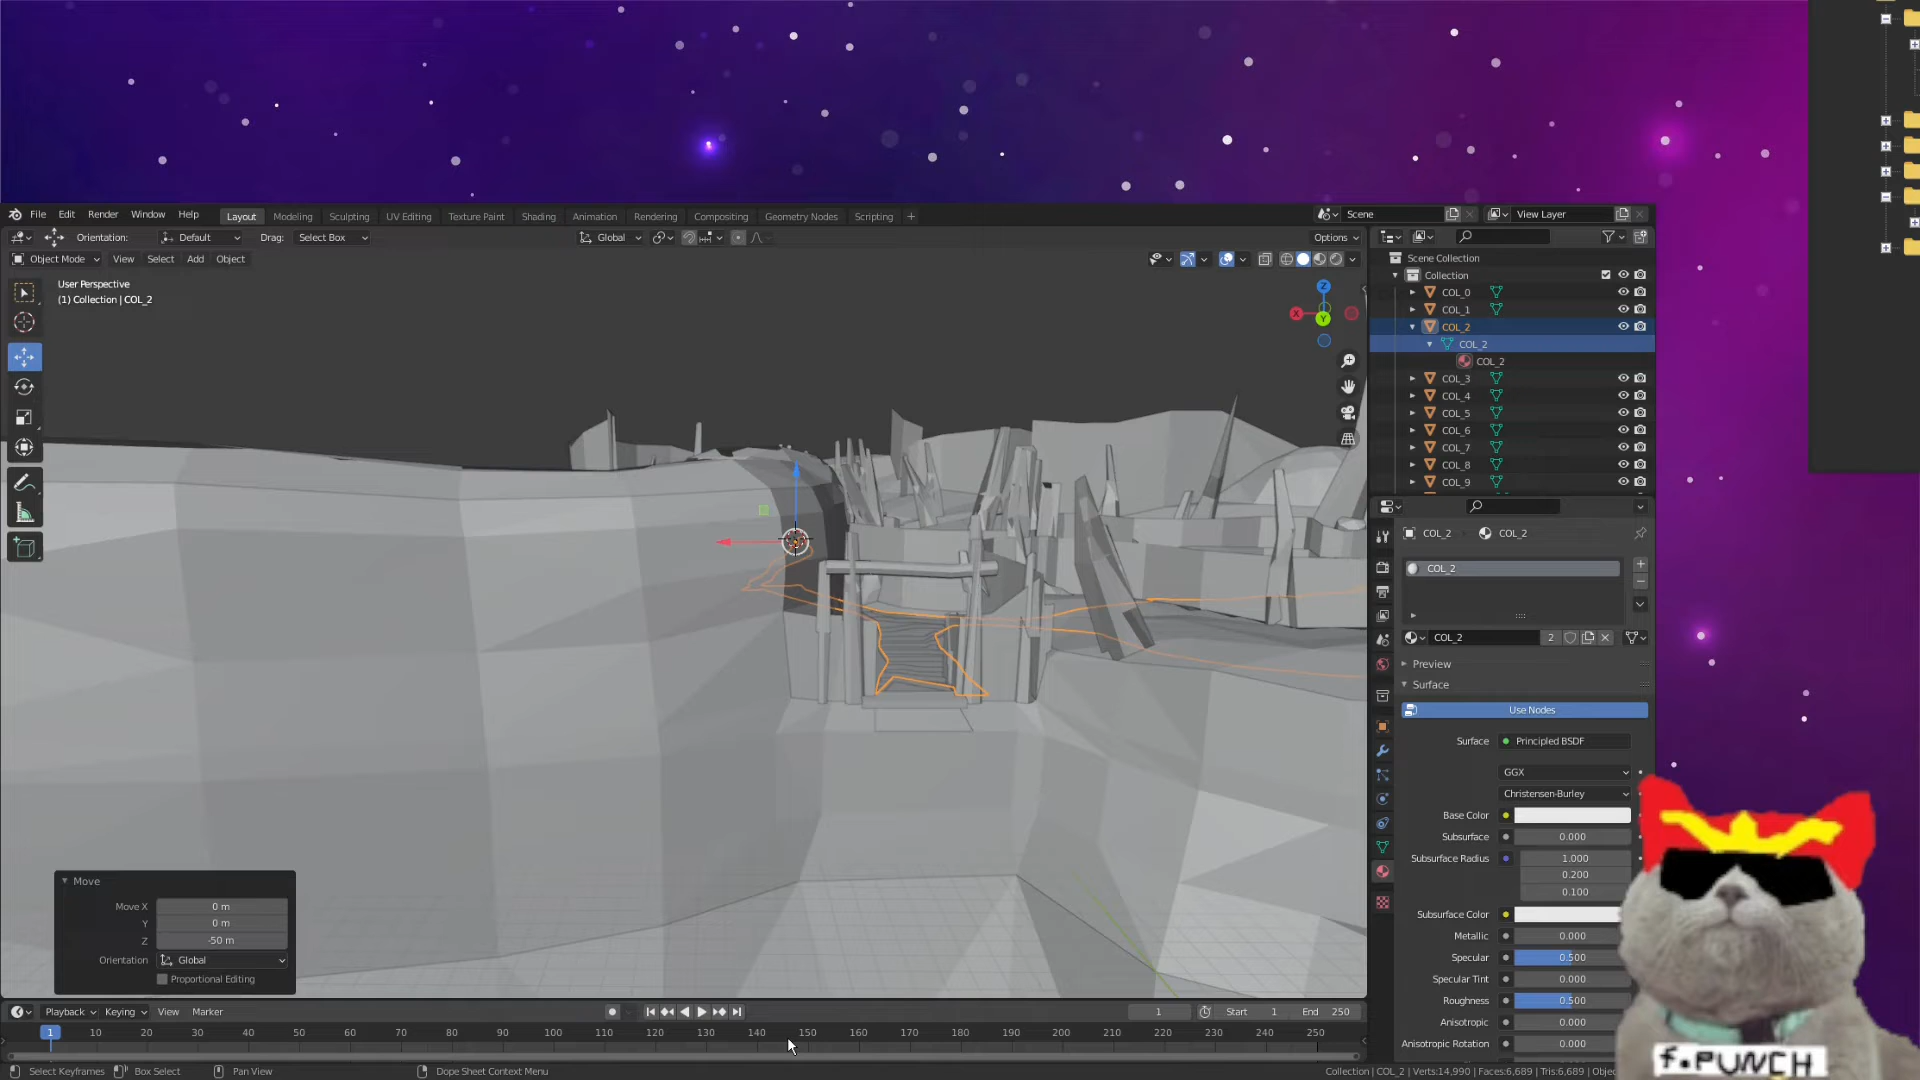 File Edit Render Window Help Layout Modeling Sculpting UV Editing Texture Paint Shading Animation Rendering Compositing Geometry Nodes Scripting + Scene View Layer
Orientation: Default Drag: Select Box Global Options
Object Mode View Select Add Object
User Perspective
(1) Collection | COL_2
Z
X
Y
Scene Collection
Collection
COL_0
COL_1
COL_2
COL_2
COL_2
COL_3
COL_4
COL_5
COL_6
COL_7
COL_8
COL_9
COL_2 COL_2
COL_2
COL_2 2
Preview
Surface
Use Nodes
Surface Principled BSDF
GGX
Christensen-Burley
Base Color
Subsurface 0.000
Subsurface Radius 1.000
0.200
0.100
Subsurface Color
Metallic 0.000
Specular 0.500
Specular Tint 0.000
Roughness 0.500
Anisotropic 0.000
Anisotropic Rotation 0.000
Move
Move X 0 m
Y 0 m
Z -50 m
Orientation Global
Proportional Editing
Playback Keying View Marker 1 Start 1 End 250
1 10 20 30 40 50 60 70 80 90 100 110 120 130 140 150 160 170 180 190 200 210 220 230 240 250
Select Keyframes Box Select Pan View Dope Sheet Context Menu Collection | COL_2 | Verts:14,990 | Faces:6,689 | Tris:6,689 | Obje
f.PUNCH